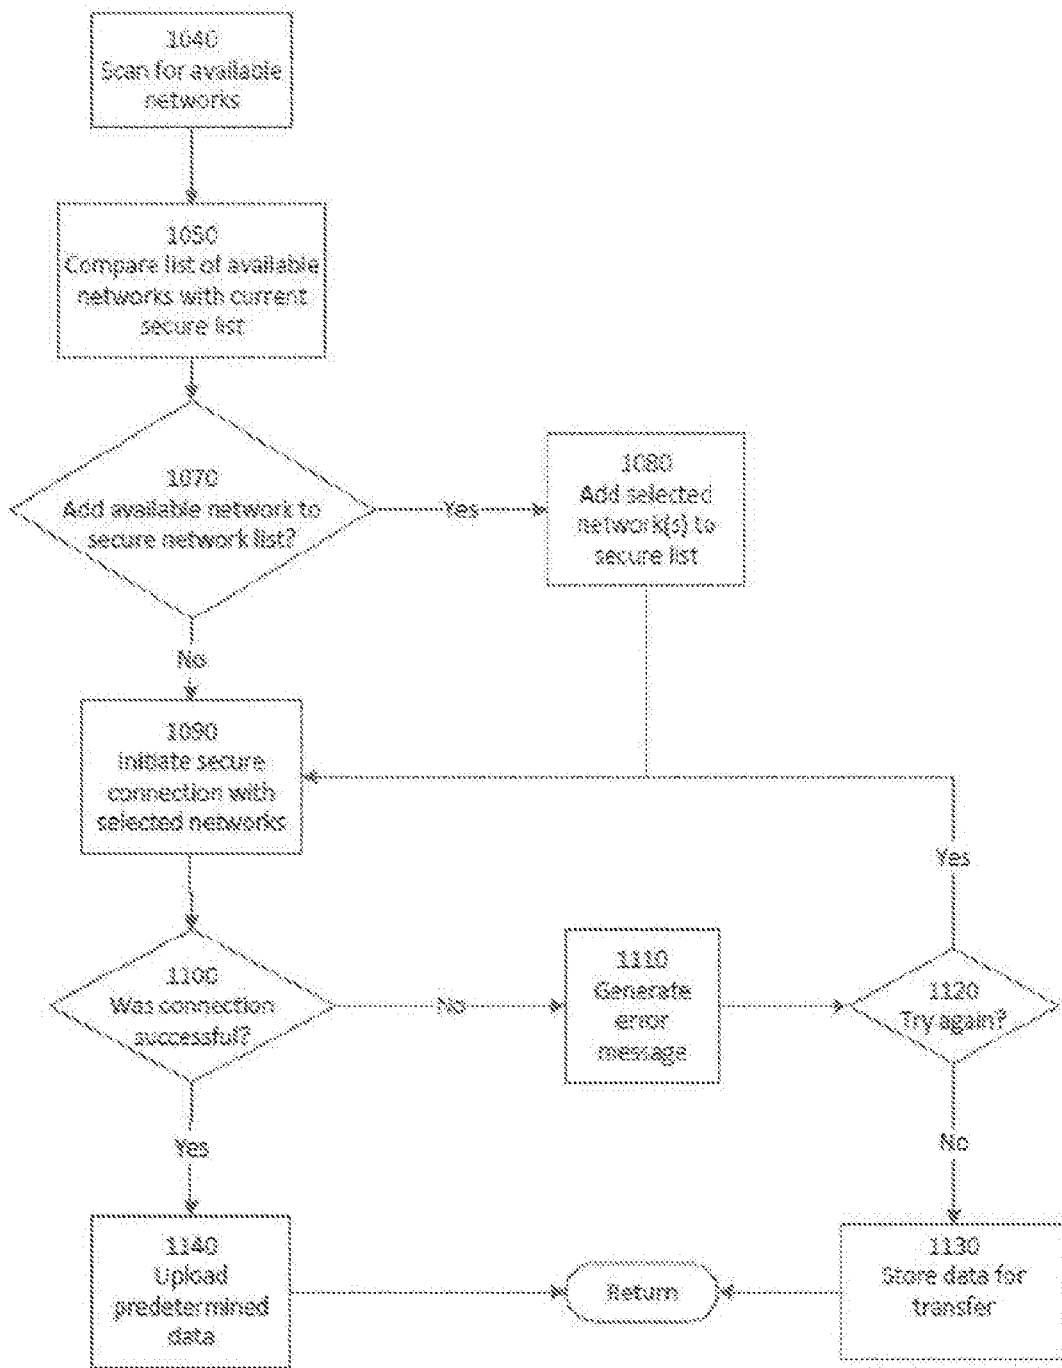 1040
Scan for available
networks
1050
Compare list of available
networks with current
secure list
1070
Add available network to
secure network list?
Yes
1080
Add selected
network(s) to
secure list
No
1090
Initiate secure
connection with
selected networks
Yes
1100
Was connection
successful?
No
1110
Generate
error
message
1120
Try again?
Yes
No
1140
Upload
predetermined
data
Return
1130
Store data for
transfer